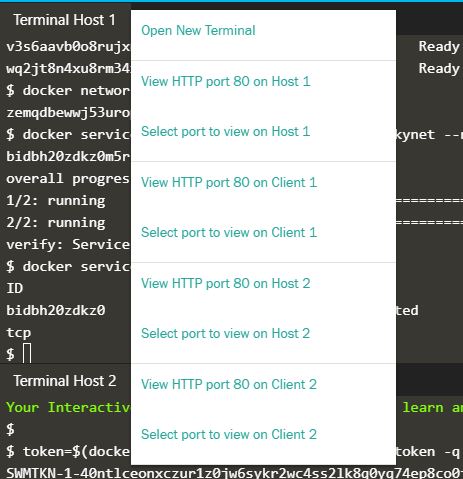 Terminal Host 1
Open New Terminal
v3s6aavb0o8rujx Ready
wq2jt8n4xu8rm34 Ready
View HTTP port 80 on Host 1
$ docker networ
zemqdbewwj53uro
Select port to view on Host 1
$ docker servic kynet --r
bidbh20zdkz0m5r
overall progres
View HTTP port 80 on Client 1
1/2: running
2/2: running
Select port to view on Client 1
verify: Service
$ docker servic
ID
View HTTP port 80 on Host 2
bidbh20zdkz0 ted
tcp
Select port to view on Host 2
$
Terminal Host 2
View HTTP port 80 on Client 2
Your Interactiv learn an
$
Select port to view on Client 2
$ token=$(docke token -q
SWMTKN-1-40ntlceonxczur1z0jw6sykr2wc4ss2lk8q0yq74ep8co0